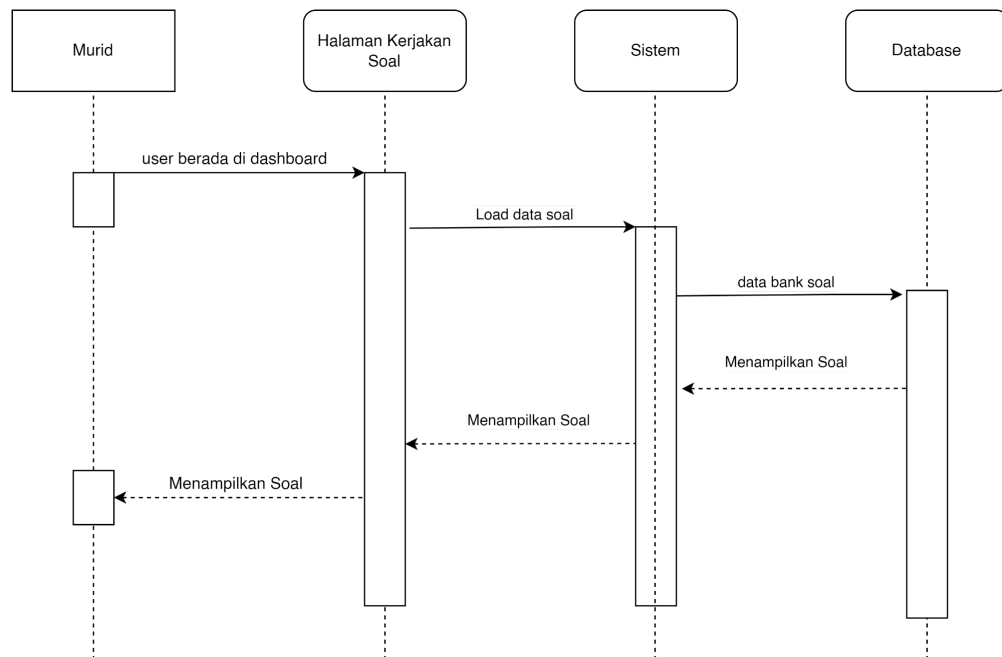 Murid
Halaman Kerjakan
Soal
Sistem
Database
user berada di dashboard
Load data soal
data bank soal
Menampilkan Soal
Menampilkan Soal
Menampilkan Soal